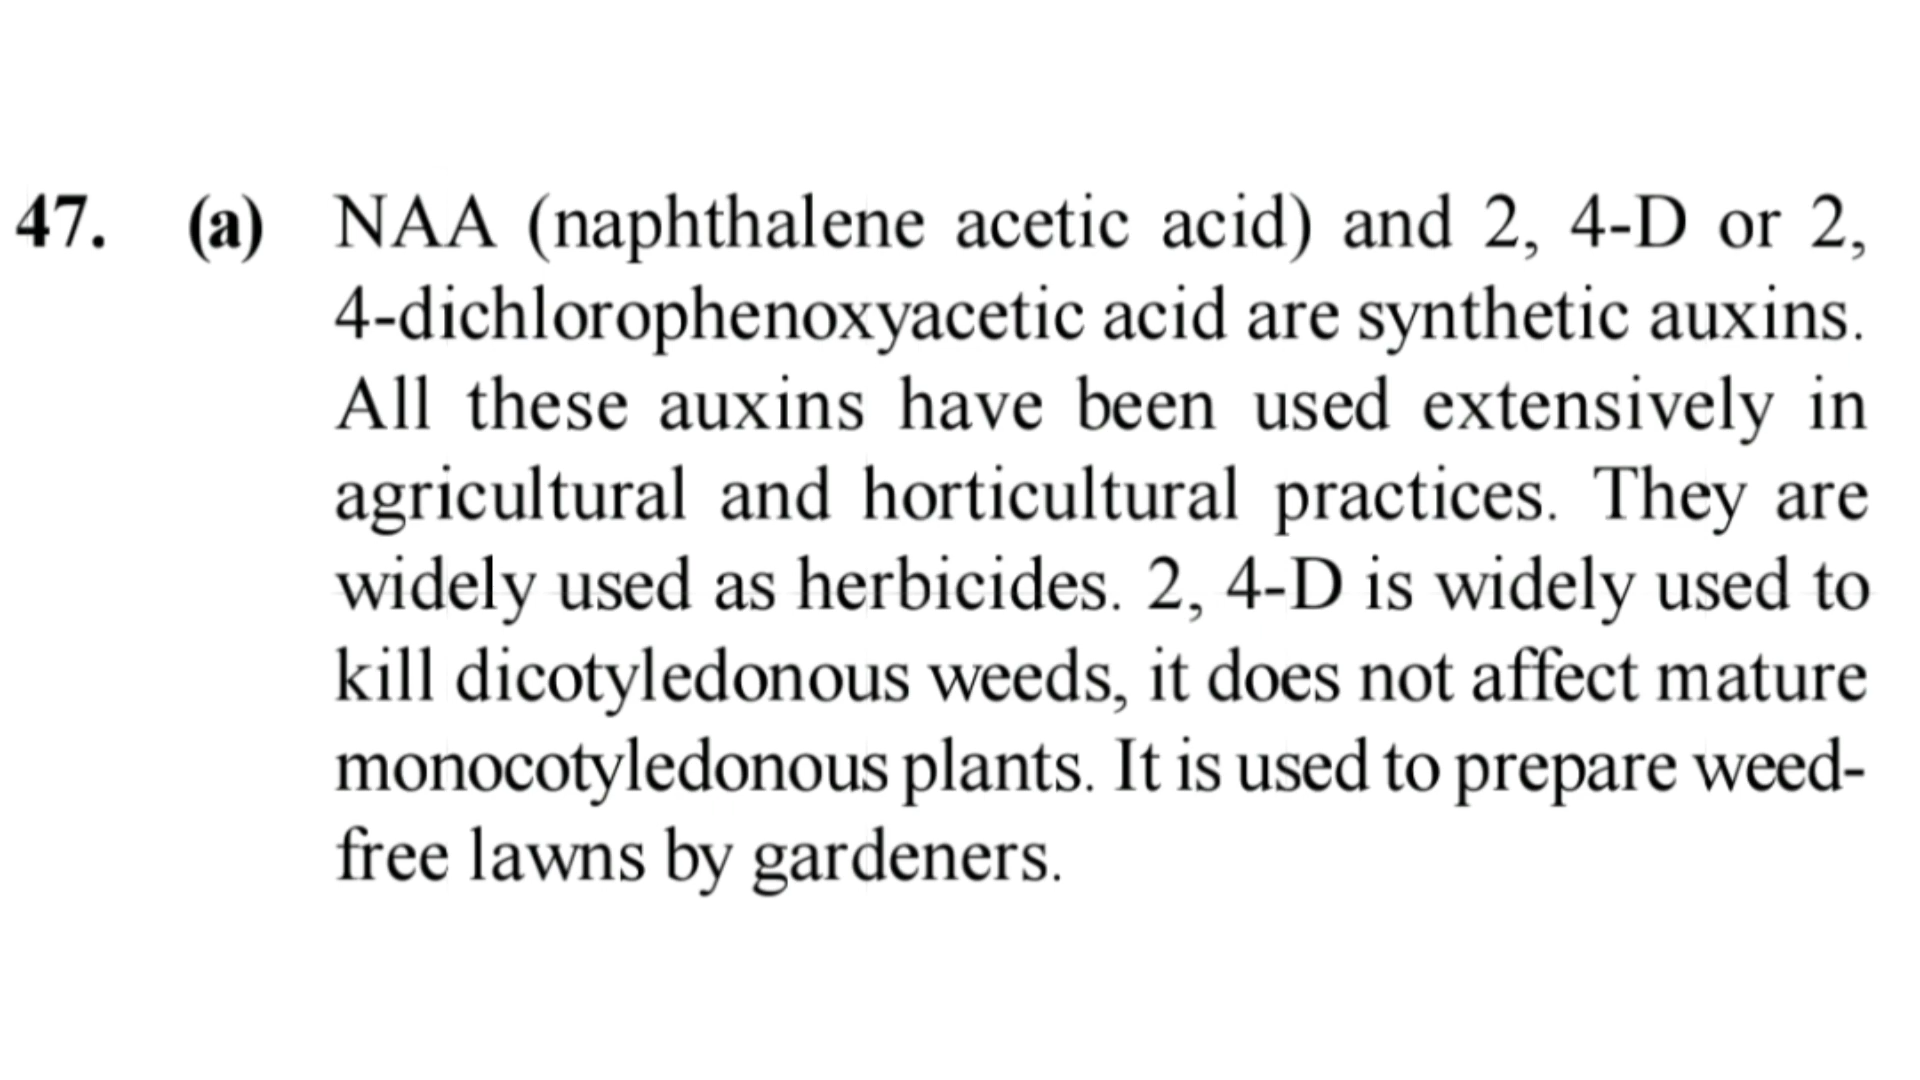 47. (a) NAA (naphthalene acetic acid) and 2, 4-D or 2,
4-dichlorophenoxyacetic acid are synthetic auxins.
All these auxins have been used extensively in
agricultural and horticultural practices. They are
widely used as herbicides. 2, 4-D is widely used to
kill dicotyledonous weeds, it does not affect mature
monocotyledonous plants. It is used to prepare weed-
free lawns by gardeners.